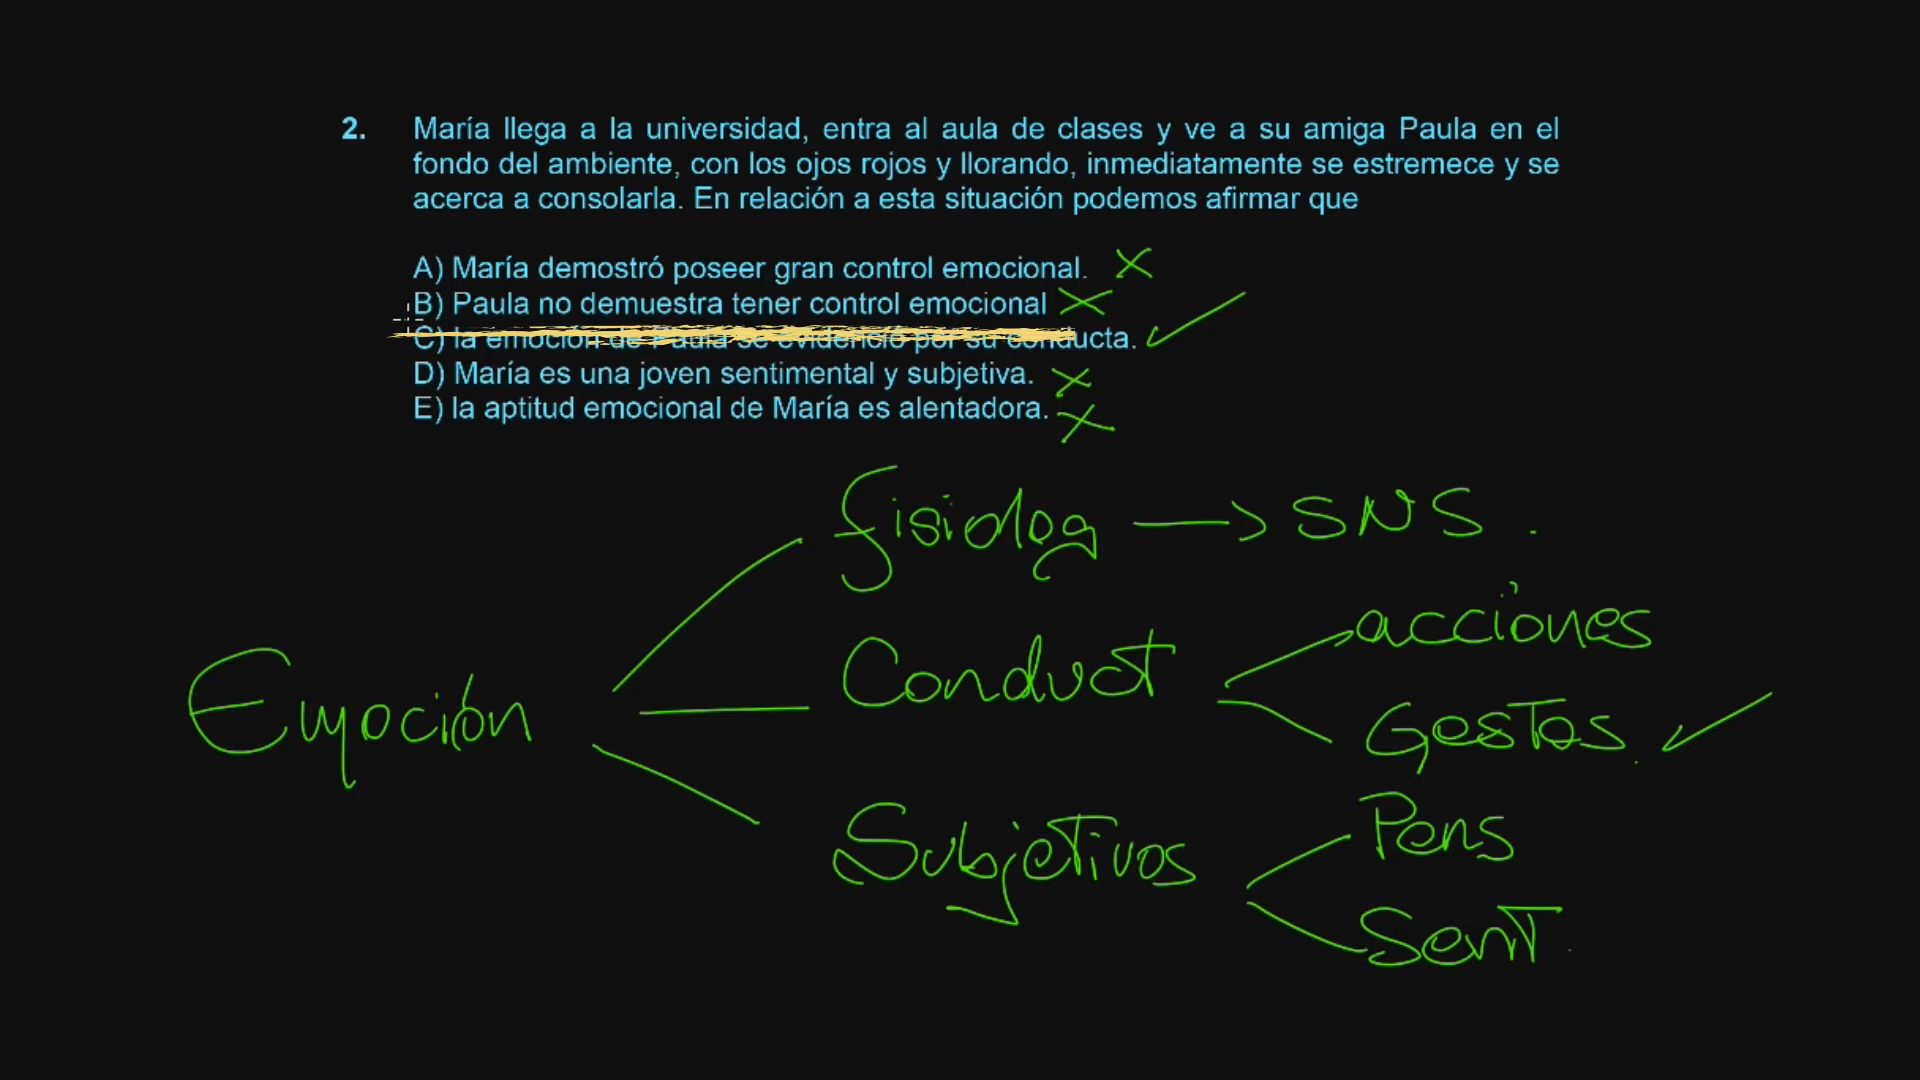 2. María llega a la universidad, entra al aula de clases y ve a su amiga Paula en el
fondo del ambiente, con los ojos rojos y llorando, inmediatamente se estremece y se
acerca a consolarla. En relación a esta situación podemos afirmar que
A) María demostró poseer gran control emocional.
B) Paula no demuestra tener control emocional
C) la emoción de Paula se evidenció por su conducta.
D) María es una joven sentimental y subjetiva.
E) la aptitud emocional de María es alentadora.
fisiolog → SNS.
acciones
Conduct
Emoción
Gestos.
Pens
Subjetivos
Sent.